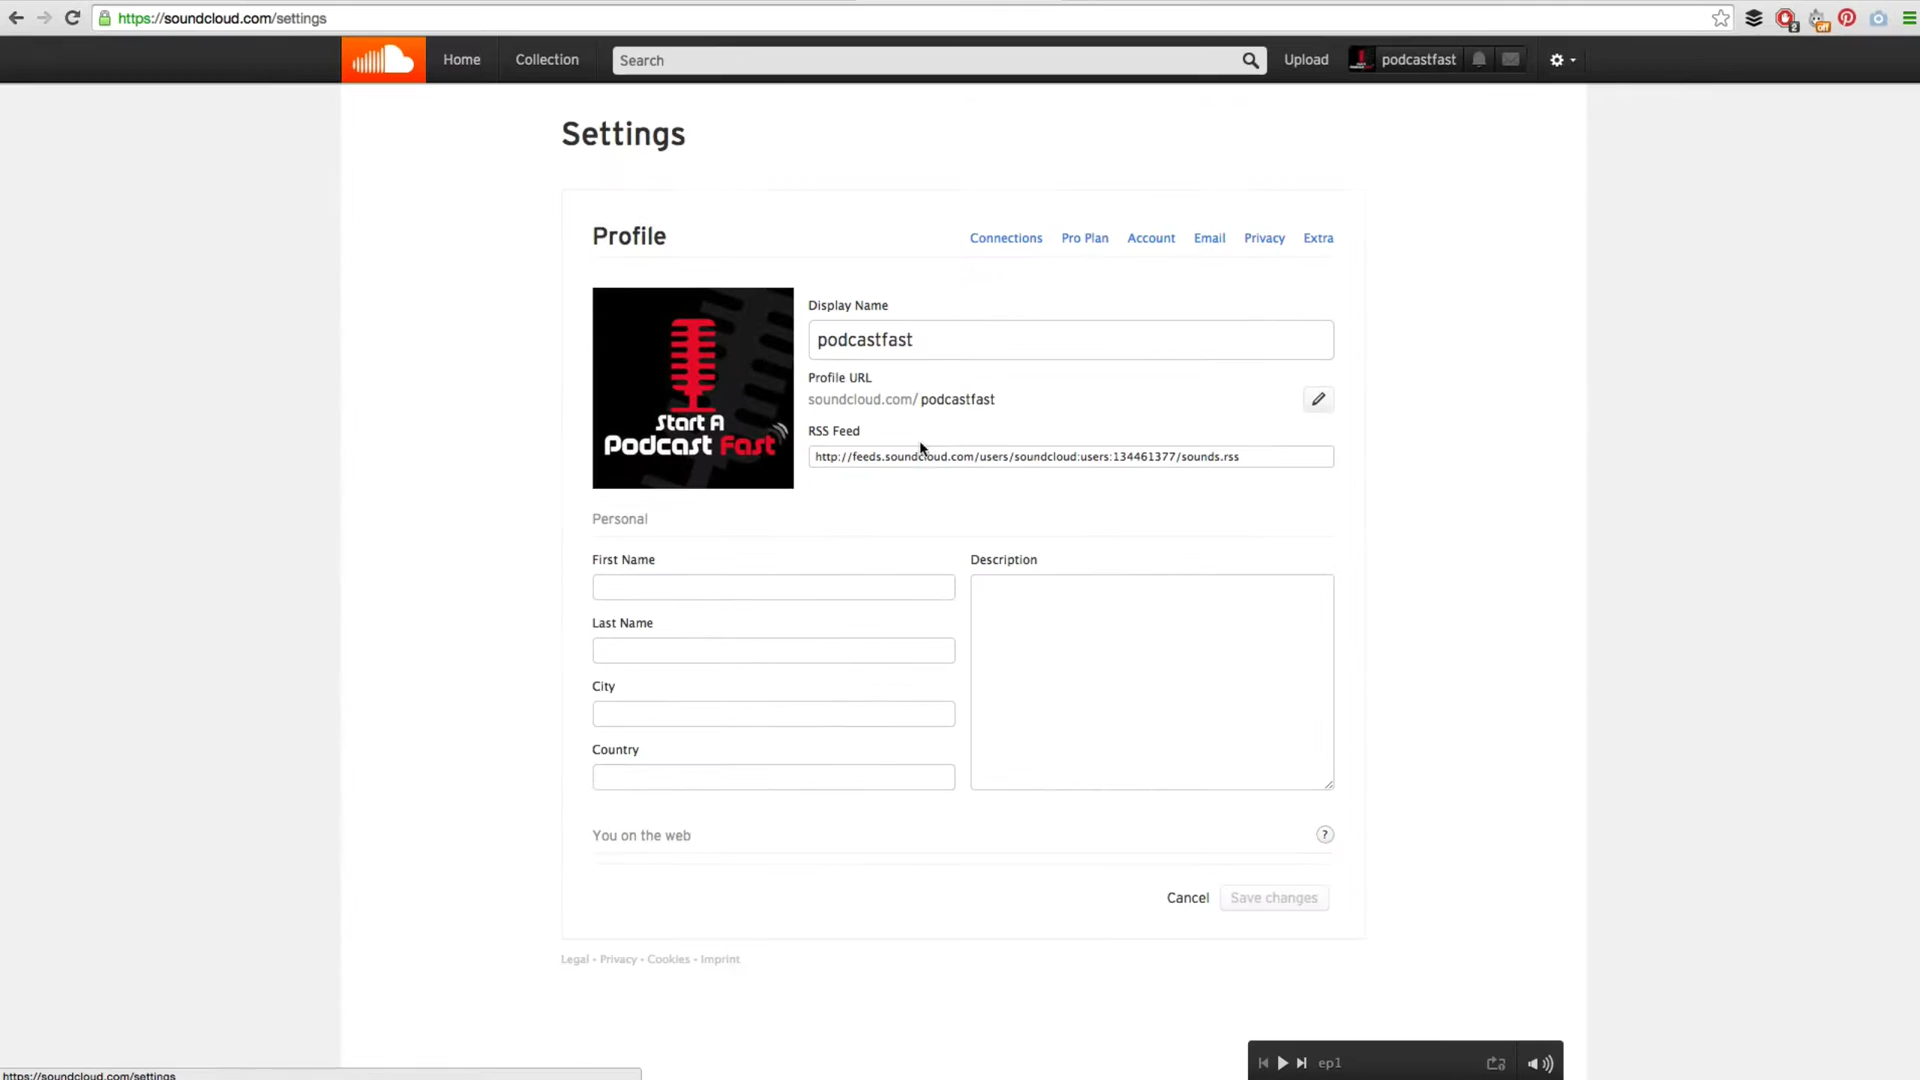 https://soundcloud.com/settings
2
off
Home
Collection
Search
Upload
podcastfast
Settings
Profile
Connections
Pro Plan
Account
Email
Privacy
Extra
Start A
Podcast Fast
Display Name
podcastfast
Profile URL
soundcloud.com/ podcastfast
RSS Feed
http://feeds.soundcloud.com/users/soundcloud:users:134461377/sounds.rss
Personal
First Name
Description
Last Name
City
Country
You on the web
?
Cancel
Save changes
Legal - Privacy - Cookies - Imprint
ep1
https://soundcloud.com/settings